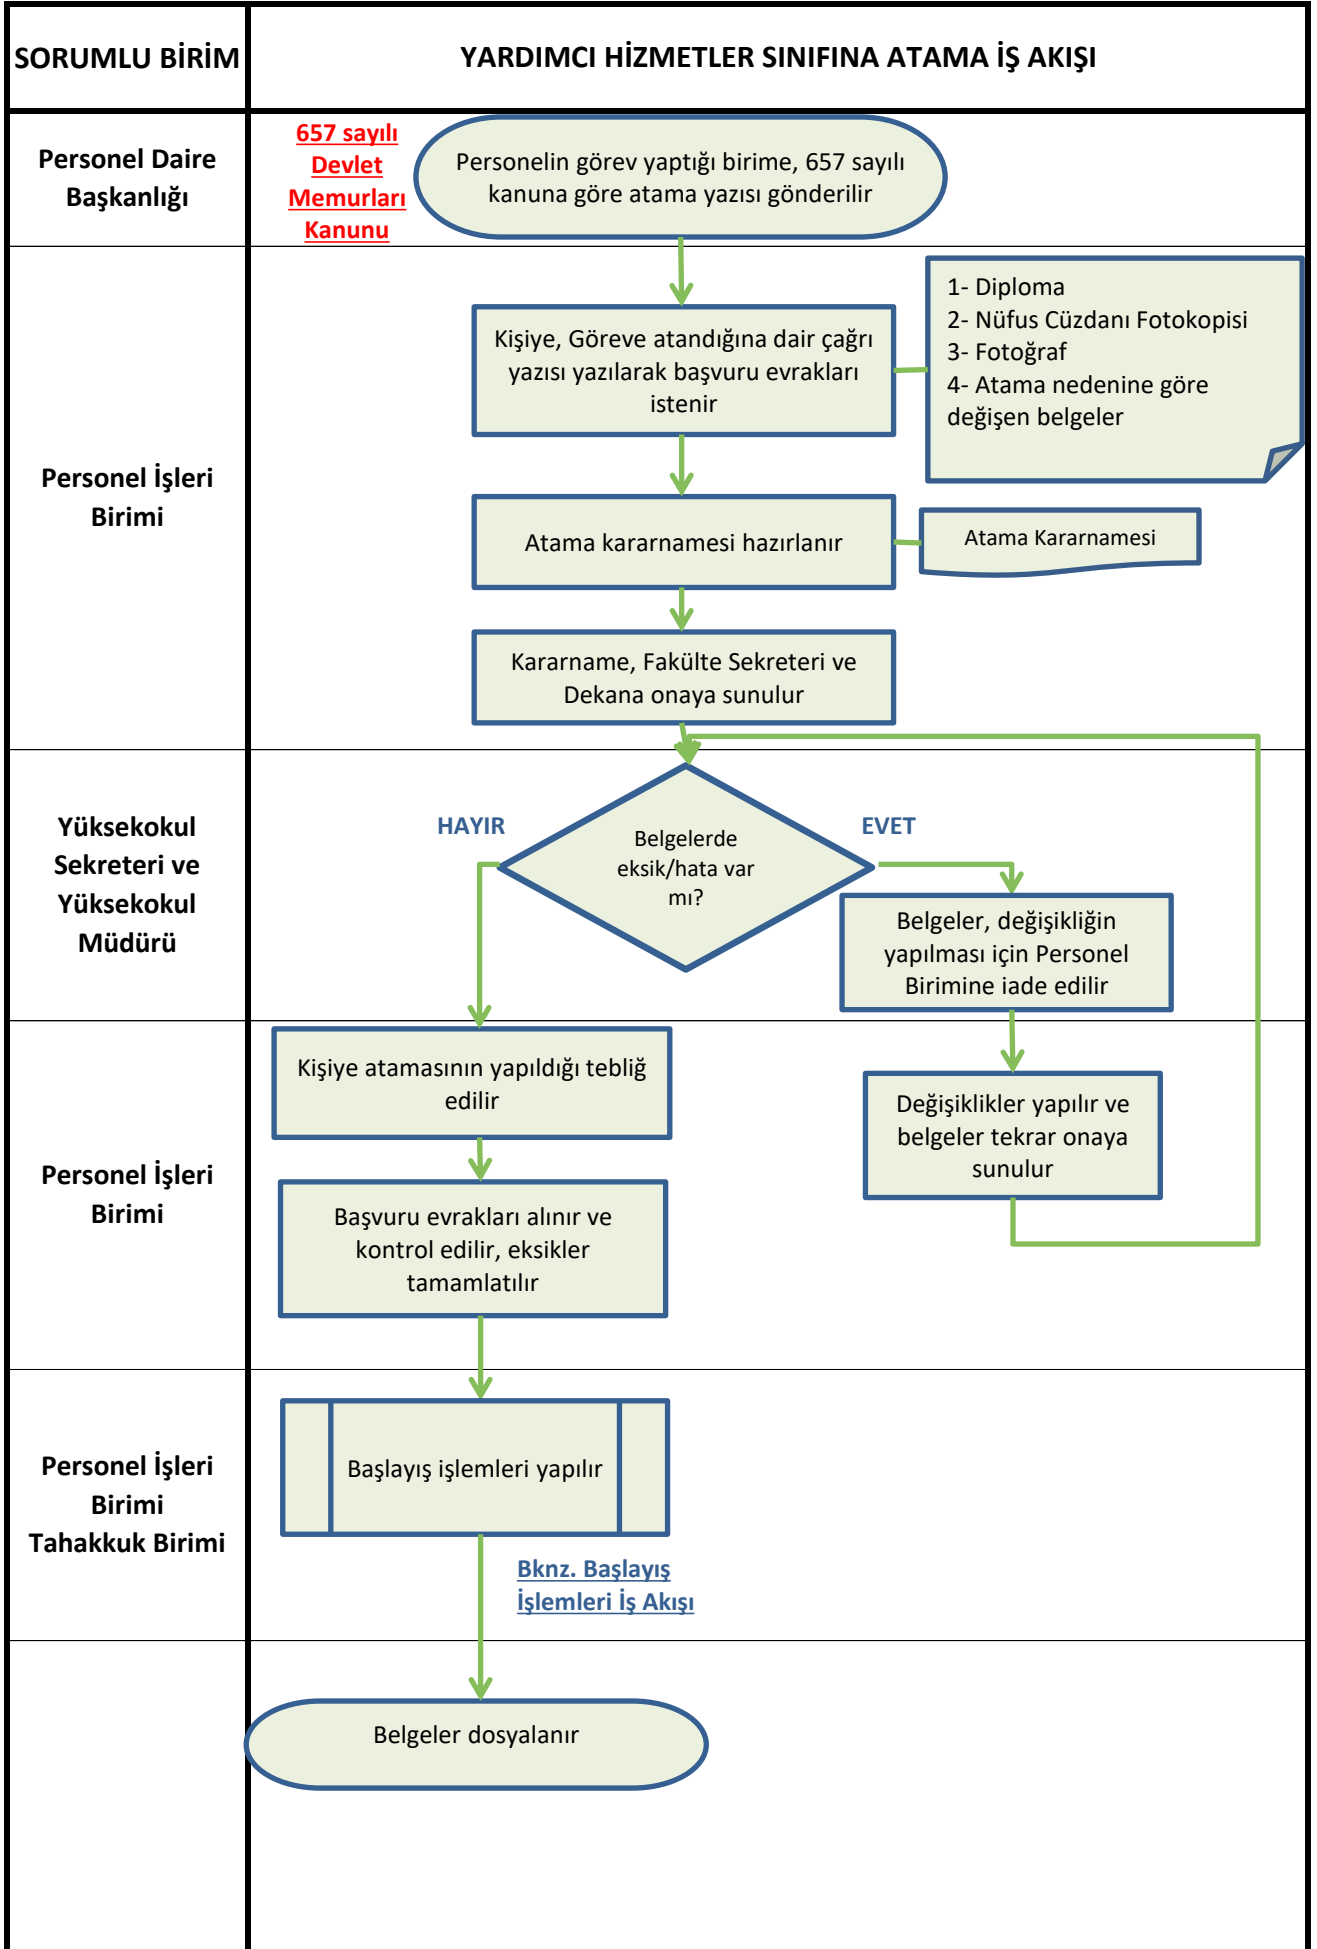 SORUMLU BİRİM
YARDIMCI HİZMETLER SINIFINA ATAMA İŞ AKIŞI
Personel Daire
Başkanlığı
657 sayılı
Devlet
Memurları
Kanunu
Personelin görev yaptığı birime, 657 sayılı
kanuna göre atama yazısı gönderilir
Personel İşleri
Birimi
Kişiye, Göreve atandığına dair çağrı
yazısı yazılarak başvuru evrakları
istenir
1- Diploma
2- Nüfus Cüzdanı Fotokopisi
3- Fotoğraf
4- Atama nedenine göre
değişen belgeler
Atama kararnamesi hazırlanır
Atama Kararnamesi
Kararname, Fakülte Sekreteri ve
Dekana onaya sunulur
Yüksekokul
Sekreteri ve
Yüksekokul
Müdürü
HAYIR
Belgelerde
eksik/hata var
mı?
EVET
Belgeler, değişikliğin
yapılması için Personel
Birimine iade edilir
Personel İşleri
Birimi
Kişiye atamasının yapıldığı tebliğ
edilir
Değişiklikler yapılır ve
belgeler tekrar onaya
sunulur
Başvuru evrakları alınır ve
kontrol edilir, eksikler
tamamlatılır
Personel İşleri
Birimi
Tahakkuk Birimi
Başlayış işlemleri yapılır
Bknz. Başlayış
İşlemleri İş Akışı
Belgeler dosyalanır